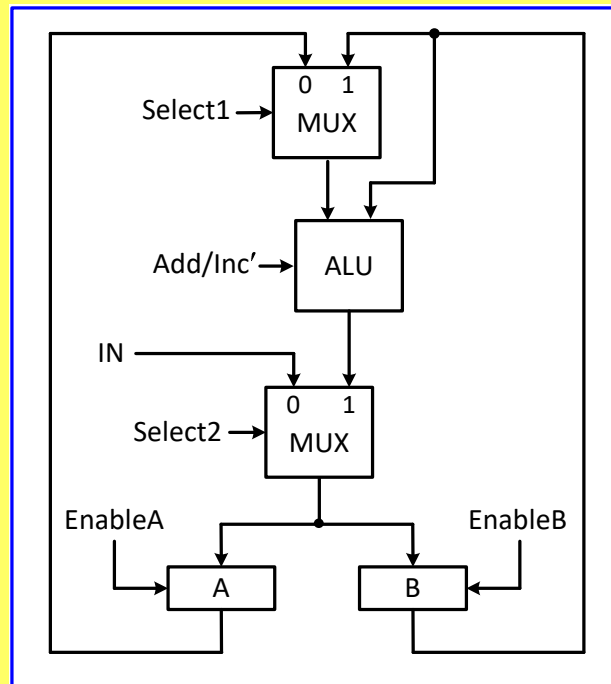 0 1
Select1
MUX
Add/Inc′
ALU
IN
0 1
Select2
MUX
EnableA
EnableB
A
B